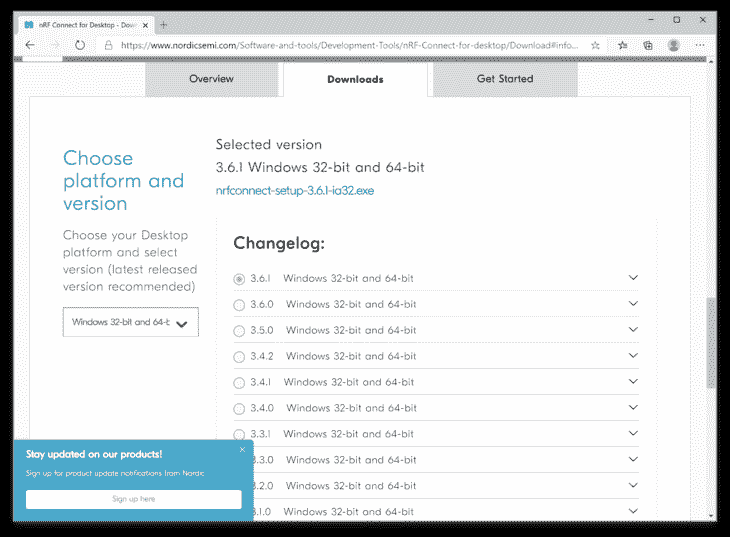 nRF Connect for Desktop - Down
https://www.nordicsemi.com/Software-and-tools/Development-Tools/nRF-Connect-for-desktop/Download#info...
Overview
Downloads
Get Started
Choose
platform and
version
Choose your Desktop
platform and select
version (latest released
version recommended)
Windows 32-bit and 64-b
Selected version
3.6.1 Windows 32-bit and 64-bit
nrfconnect-setup-3.6.1-ia32.exe
Changelog:
3.6.1 Windows 32-bit and 64-bit
3.6.0 Windows 32-bit and 64-bit
3.5.0 Windows 32-bit and 64-bit
3.4.2 Windows 32-bit and 64-bit
3.4.1 Windows 32-bit and 64-bit
3.4.0 Windows 32-bit and 64-bit
3.3.1 Windows 32-bit and 64-bit
3.3.0 Windows 32-bit and 64-bit
3.2.0 Windows 32-bit and 64-bit
3.1.0 Windows 32-bit and 64-bit
Stay updated on our products!
Sign up for product update notifications from Nordic
Sign up here